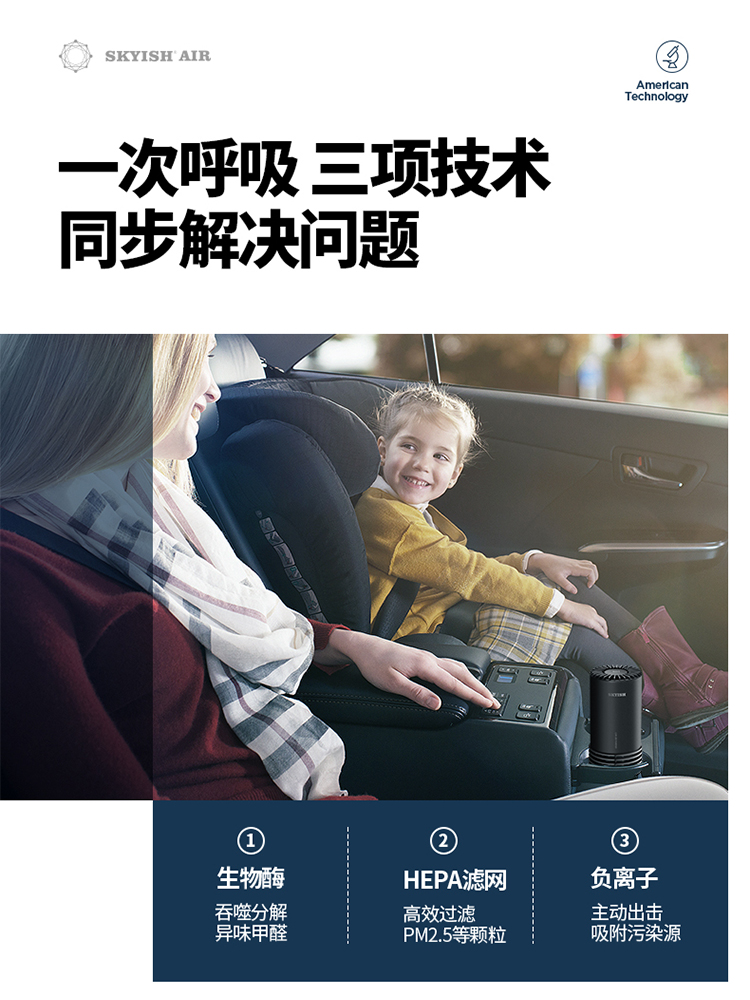 SKYISH® AIR
American
Technology
一次呼吸 三项技术
同步解决问题
SKYISH
1
生物酶
吞噬分解
异味甲醛
2
HEPA滤网
高效过滤
PM2.5等颗粒
3
负离子
主动出击
吸附污染源